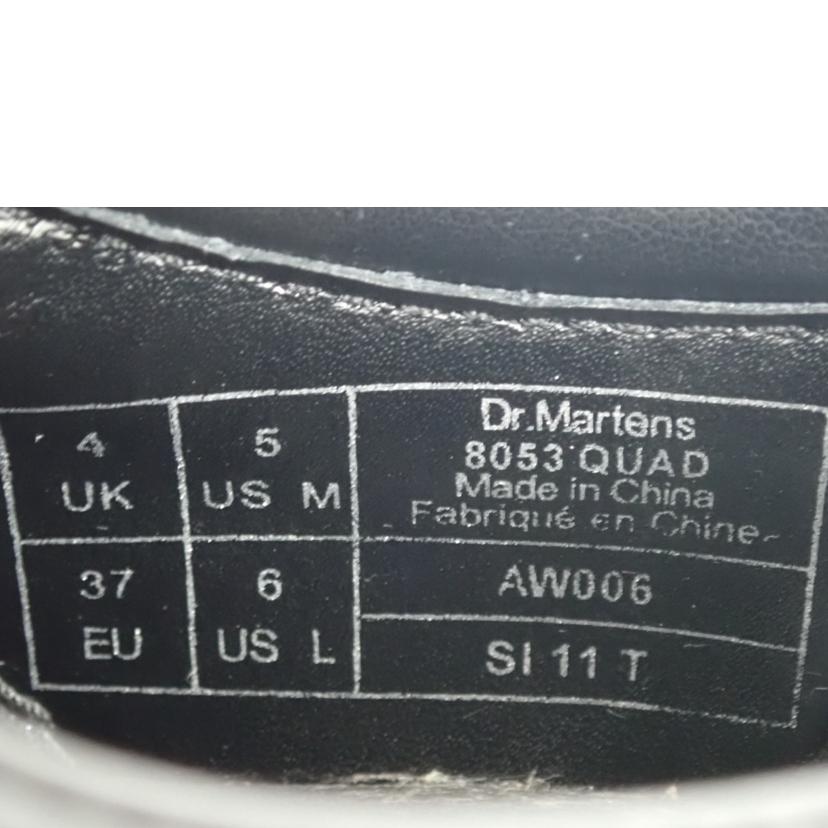 4
UK
5
US M
Dr.Martens
8053 QUAD
Made in China
Fabriqué en Chine
37
EU
6
US L
AW006
SI 11 T